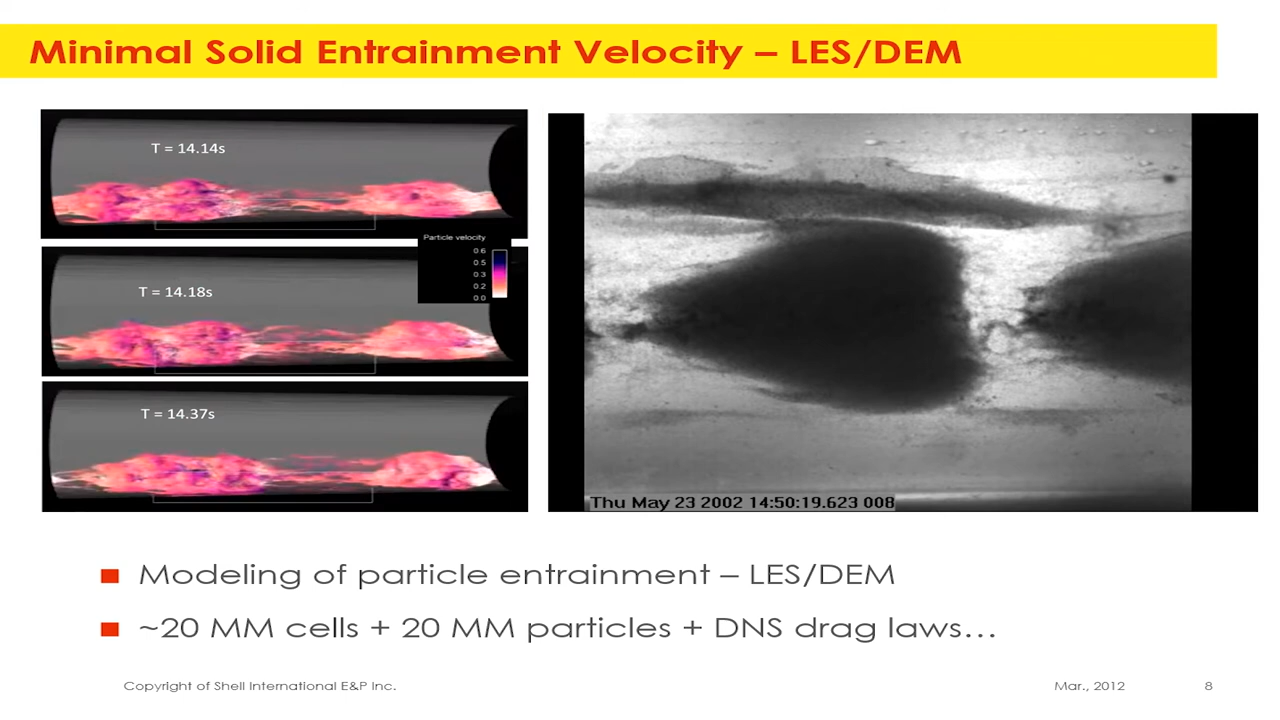 Minimal Solid Entrainment Velocity – LES/DEM
T = 14.14s
Particle velocity
0.6
0.5
0.3
0.2
0.0
T = 14.18s
T = 14.37s
Thu May 23 2002 14:50:19.623 008
Modeling of particle entrainment – LES/DEM
~20 MM cells + 20 MM particles + DNS drag laws…
Copyright of Shell International E&P Inc.
Mar., 2012
8